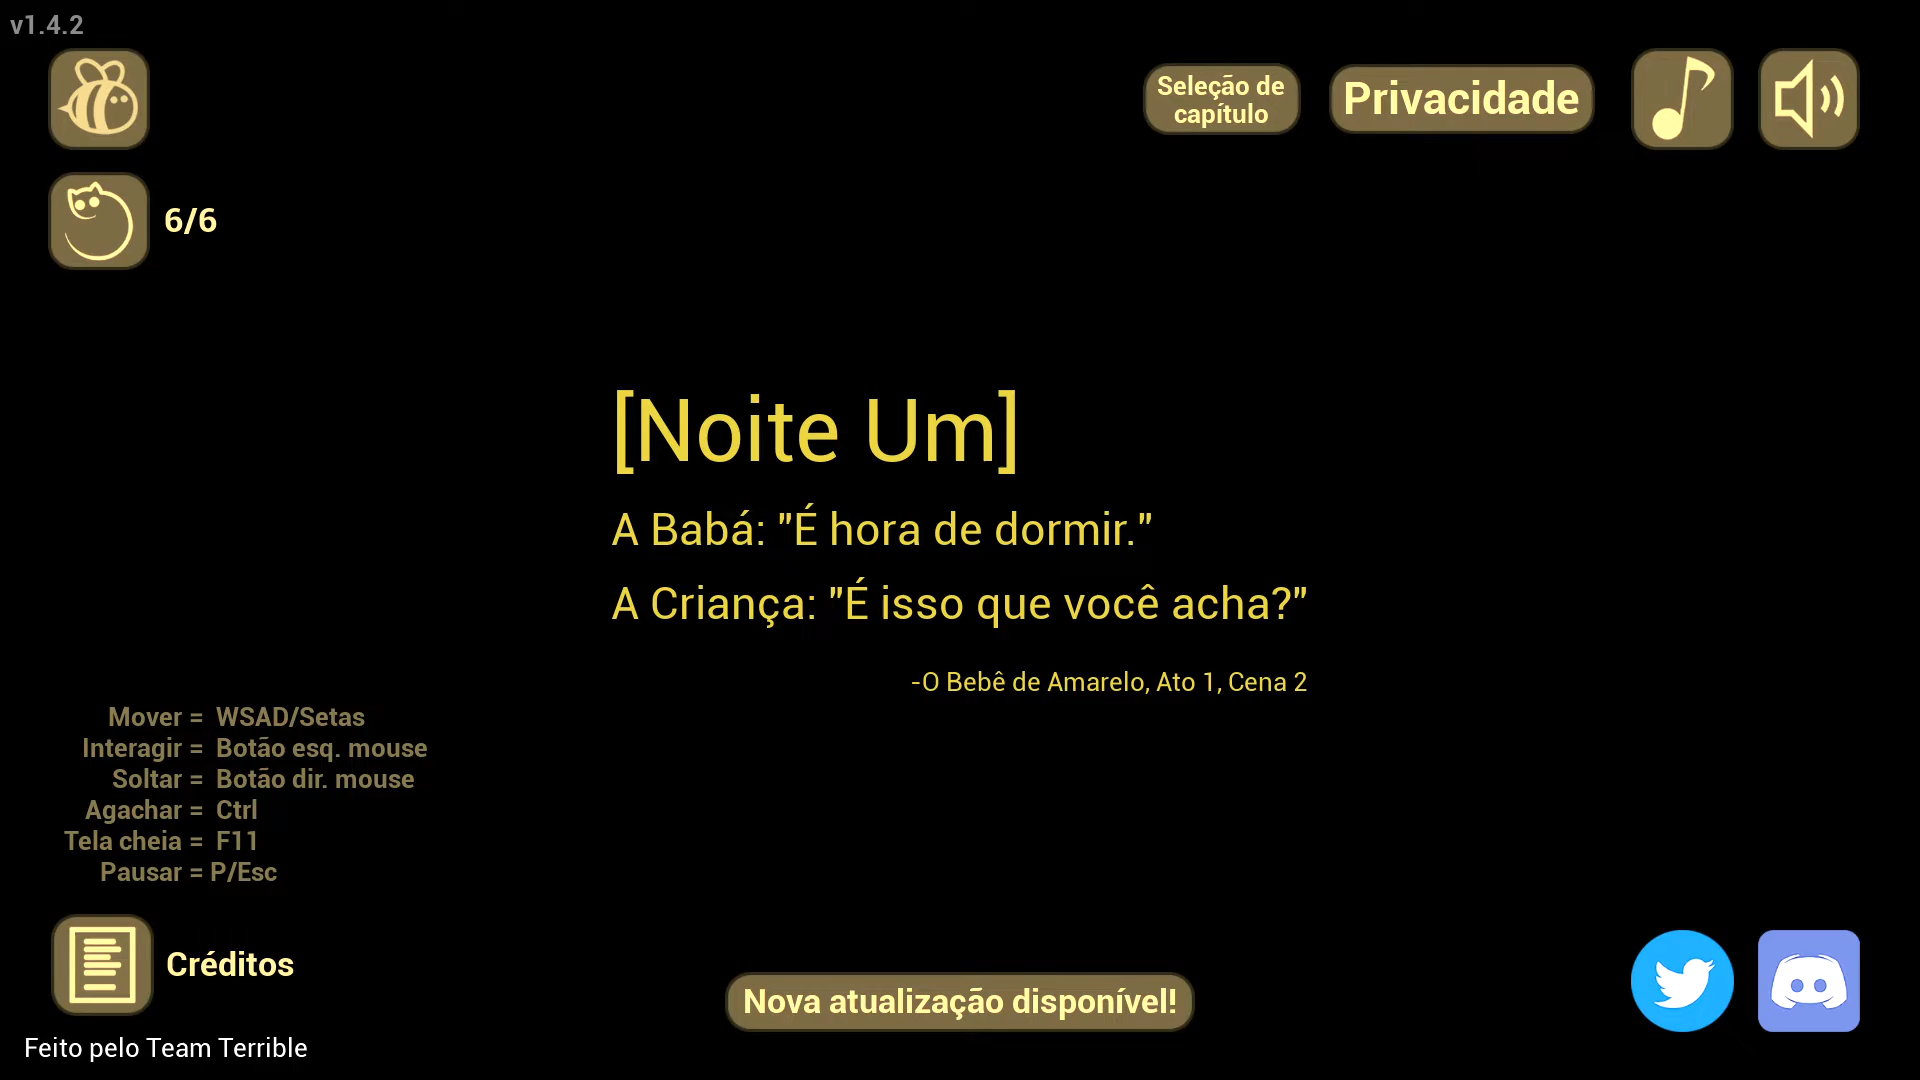 v1.4.2
Seleção de
capítulo
Privacidade
6/6
[Noite Um]
A Babá: "É hora de dormir."
A Criança: "É isso que você acha?"
-O Bebê de Amarelo, Ato 1, Cena 2
Mover = WSAD/Setas
Interagir = Botão esq. mouse
Soltar = Botão dir. mouse
Agachar = Ctrl
Tela cheia = F11
Pausar = P/Esc
Créditos
Nova atualização disponível!
Feito pelo Team Terrible